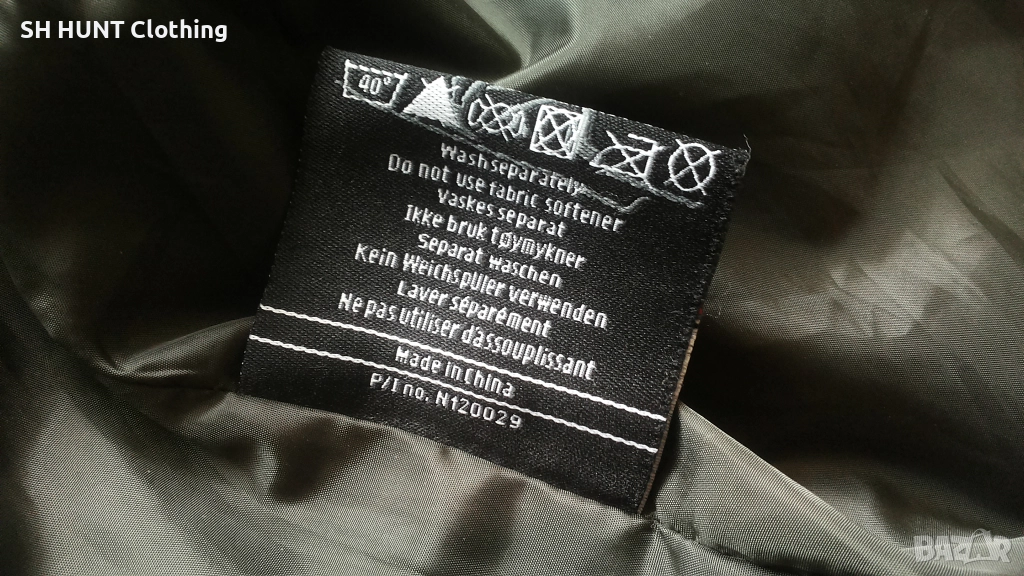 SH HUNT Clothing
40°
Wash separately
Do not use fabric softener
Vaskes separat
Ikke bruk tøymykner
Separat waschen
Kein Weichspüler verwenden
Laver séparément
Ne pas utiliser d'assouplissant
Made in China
P/I no. N120029
BAZAR